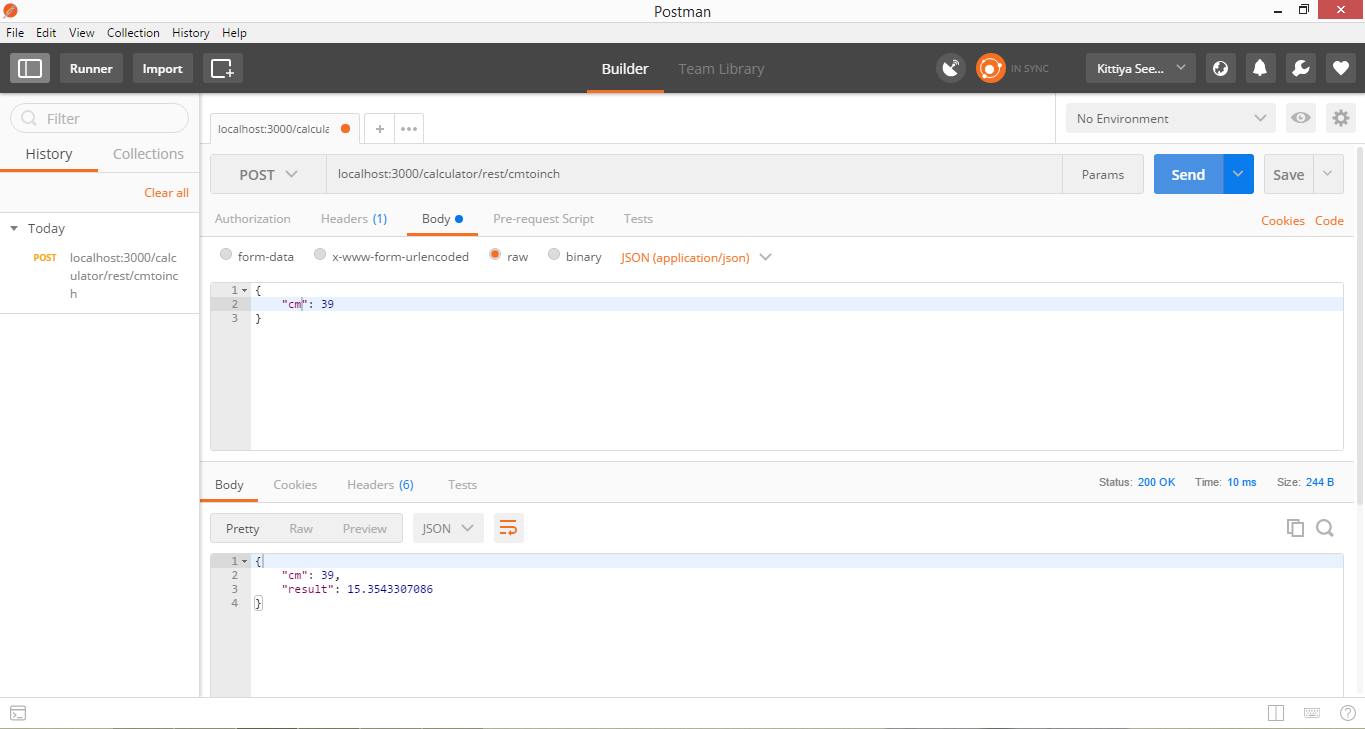 Postman
File Edit View Collection History Help
Runner Import Builder Team Library IN SYNC Kittiya See...
Filter
History Collections
Clear all
Today
POST localhost:3000/calc
ulator/rest/cmtoinc
h
localhost:3000/calcula + ••• No Environment
POST localhost:3000/calculator/rest/cmtoinch Params Send Save
Authorization Headers (1) Body Pre-request Script Tests Cookies Code
form-data x-www-form-urlencoded raw binary JSON (application/json)
1 {
2 "cm": 39
3 }
Body Cookies Headers (6) Tests Status: 200 OK Time: 10 ms Size: 244 B
Pretty Raw Preview JSON
1 {
2 "cm": 39,
3 "result": 15.3543307086
4 }